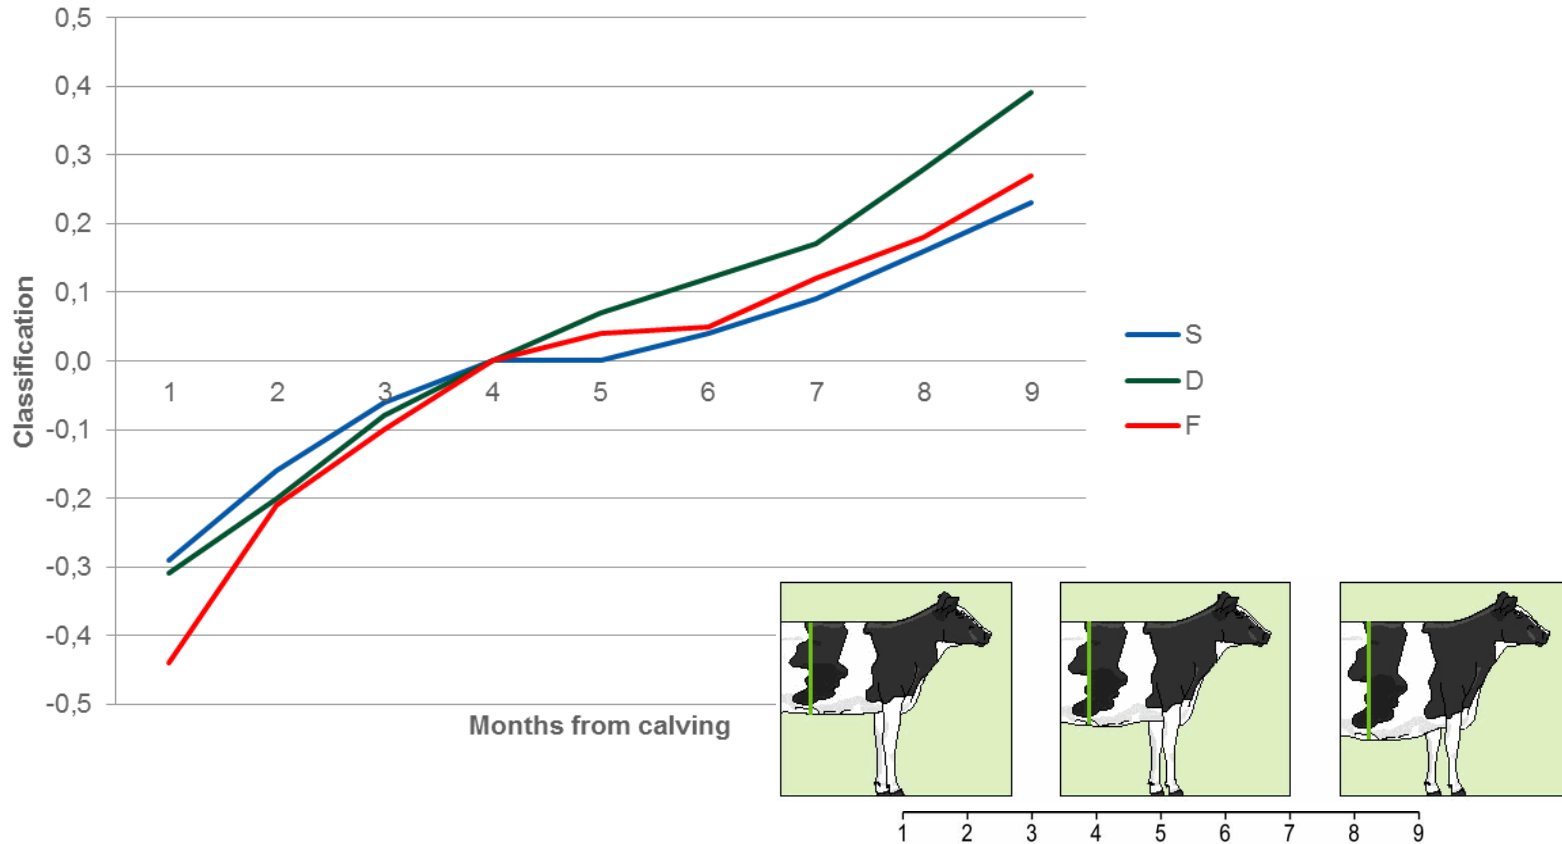 0,5
0,4
0,3
0,2
0,1
0,0
-0,1
-0,2
-0,3
-0,4
-0,5
Classification
1 2 3 4 5 6 7 8 9
Months from calving
S
D
F
1 2 3 4 5 6 7 8 9